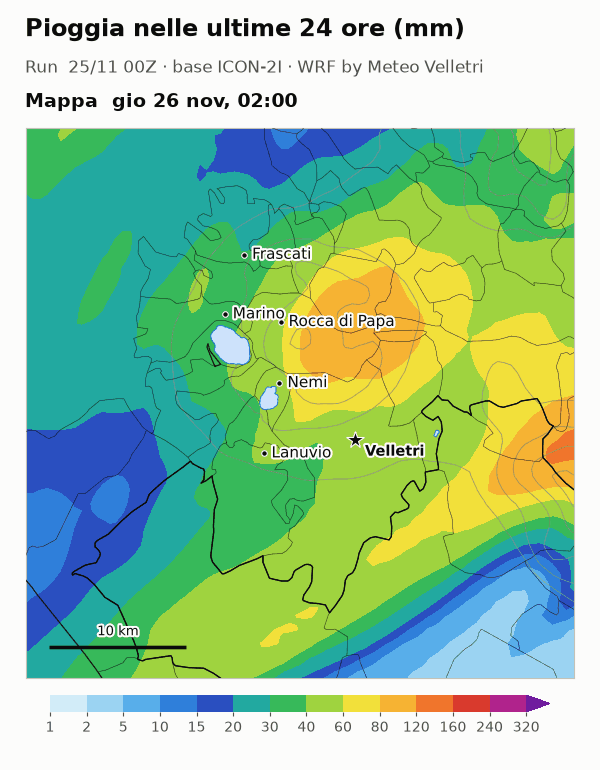 Pioggia nelle ultime 24 ore (mm)
Run  25/11 00Z · base ICON-2I · WRF by Meteo Velletri
Mappa  gio 26 nov, 02:00
Frascati
Marino
Rocca di Papa
Nemi
Velletri
Lanuvio
10 km
1 2 5 10 15 20 30 40 60 80 120 160 240 320